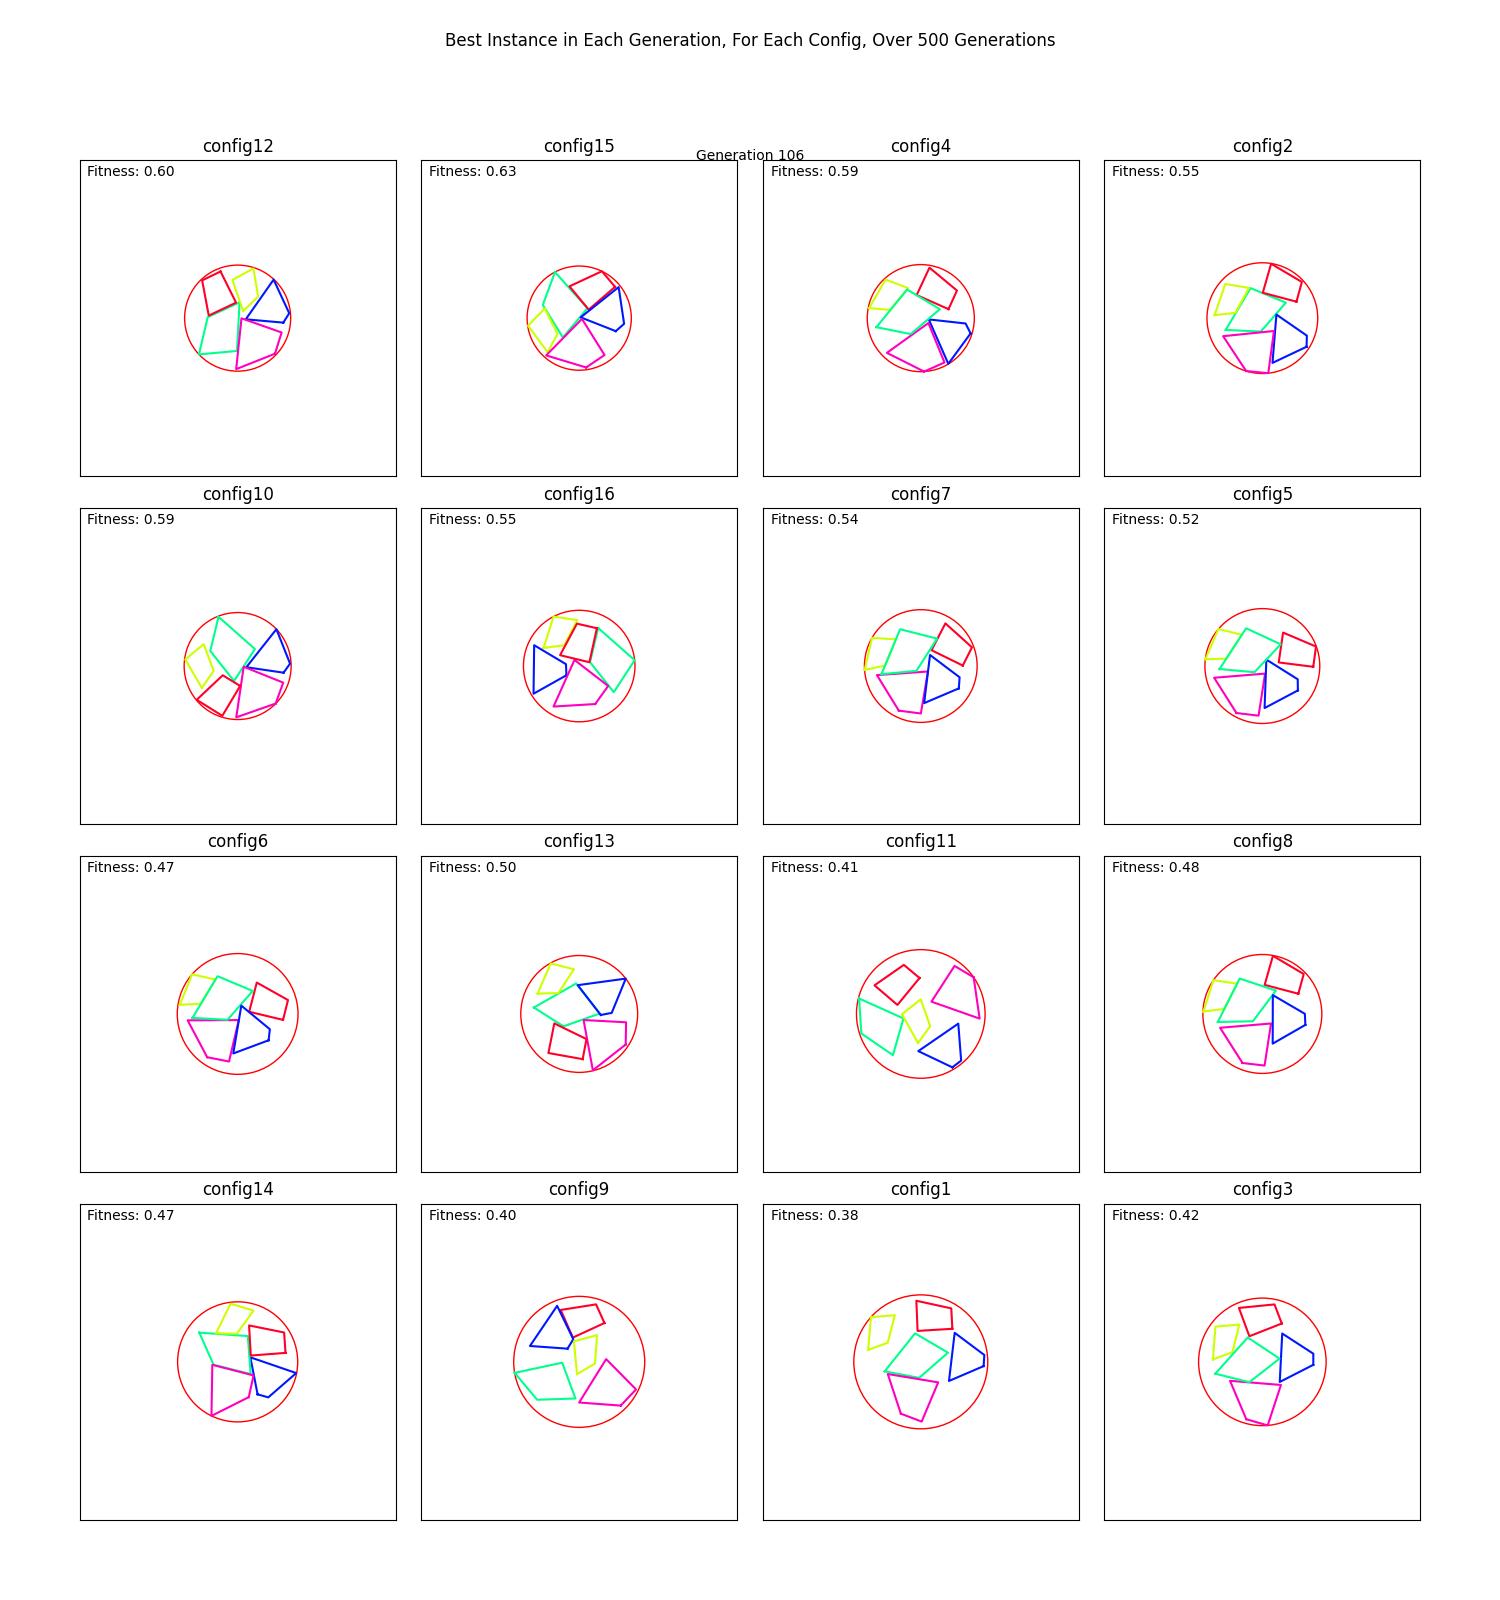 Best Instance in Each Generation, For Each Config, Over 500 Generations
Generation 106
config12
Fitness: 0.60
config15
Fitness: 0.63
config4
Fitness: 0.59
config2
Fitness: 0.55
config10
Fitness: 0.59
config16
Fitness: 0.55
config7
Fitness: 0.54
config5
Fitness: 0.52
config6
Fitness: 0.47
config13
Fitness: 0.50
config11
Fitness: 0.41
config8
Fitness: 0.48
config14
Fitness: 0.47
config9
Fitness: 0.40
config1
Fitness: 0.38
config3
Fitness: 0.42